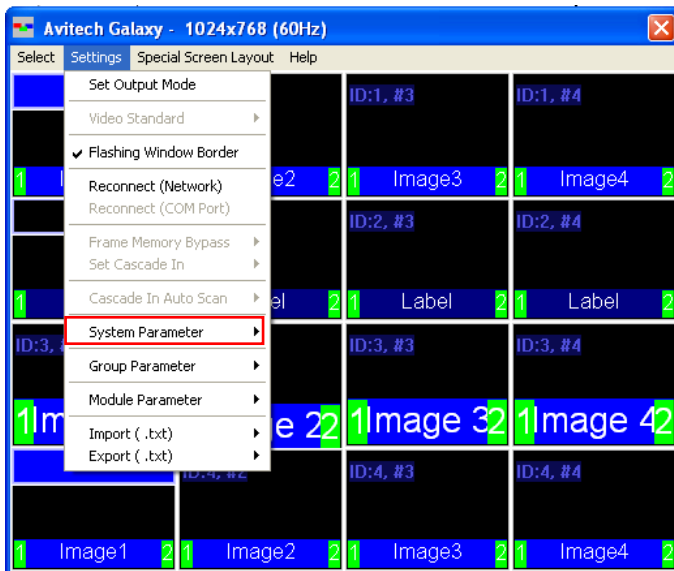 Avitech Galaxy - 1024x768 (60Hz)
Select Settings Special Screen Layout Help
Set Output Mode
Video Standard
Flashing Window Border
Reconnect (Network)
Reconnect (COM Port)
Frame Memory Bypass
Set Cascade In
Cascade In Auto Scan
System Parameter
Group Parameter
Module Parameter
Import ( .txt)
Export ( .txt)
ID:1, #3 ID:1, #4
1 e2 2 1 Image3 2 1 Image4 2
ID:2, #3 ID:2, #4
1 el 2 1 Label 2 1 Label 2
ID:3, ID:3, #3 ID:3, #4
1 Im e 2 2 1 Image 3 2 1 Image 4 2
ID:4, #2 ID:4, #3 ID:4, #4
1 Image1 2 1 Image2 2 1 Image3 2 1 Image4 2